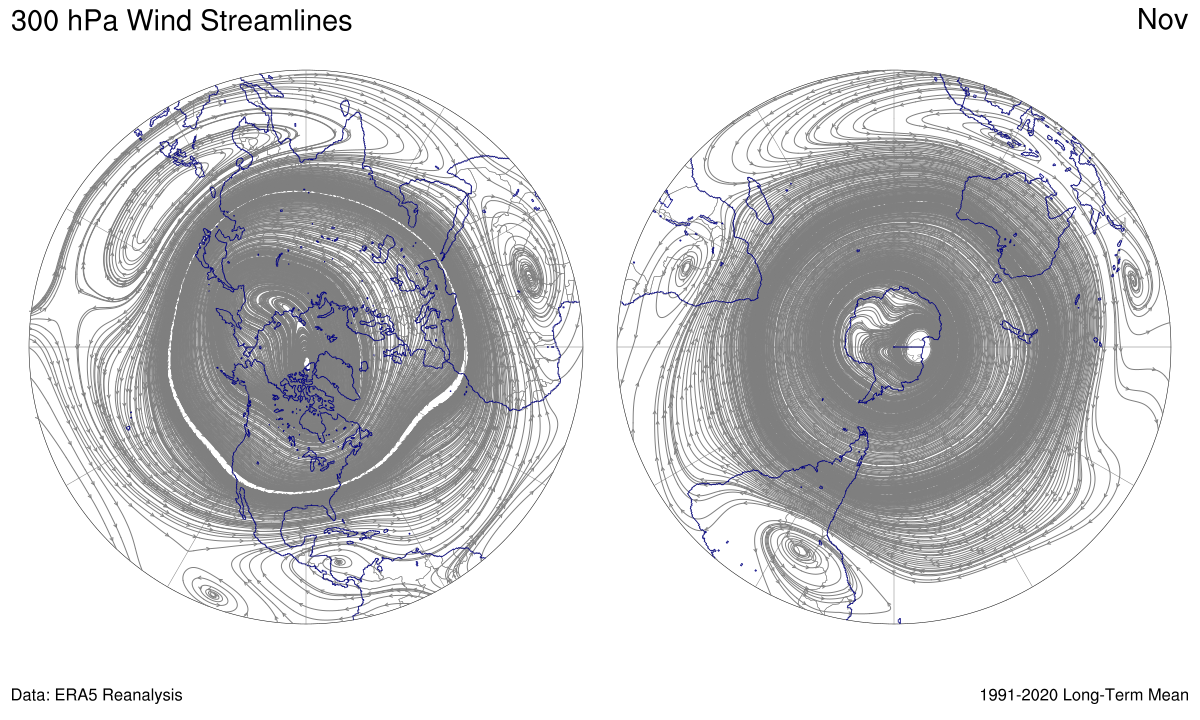 300 hPa Wind Streamlines
Nov
Data: ERA5 Reanalysis
1991-2020 Long-Term Mean